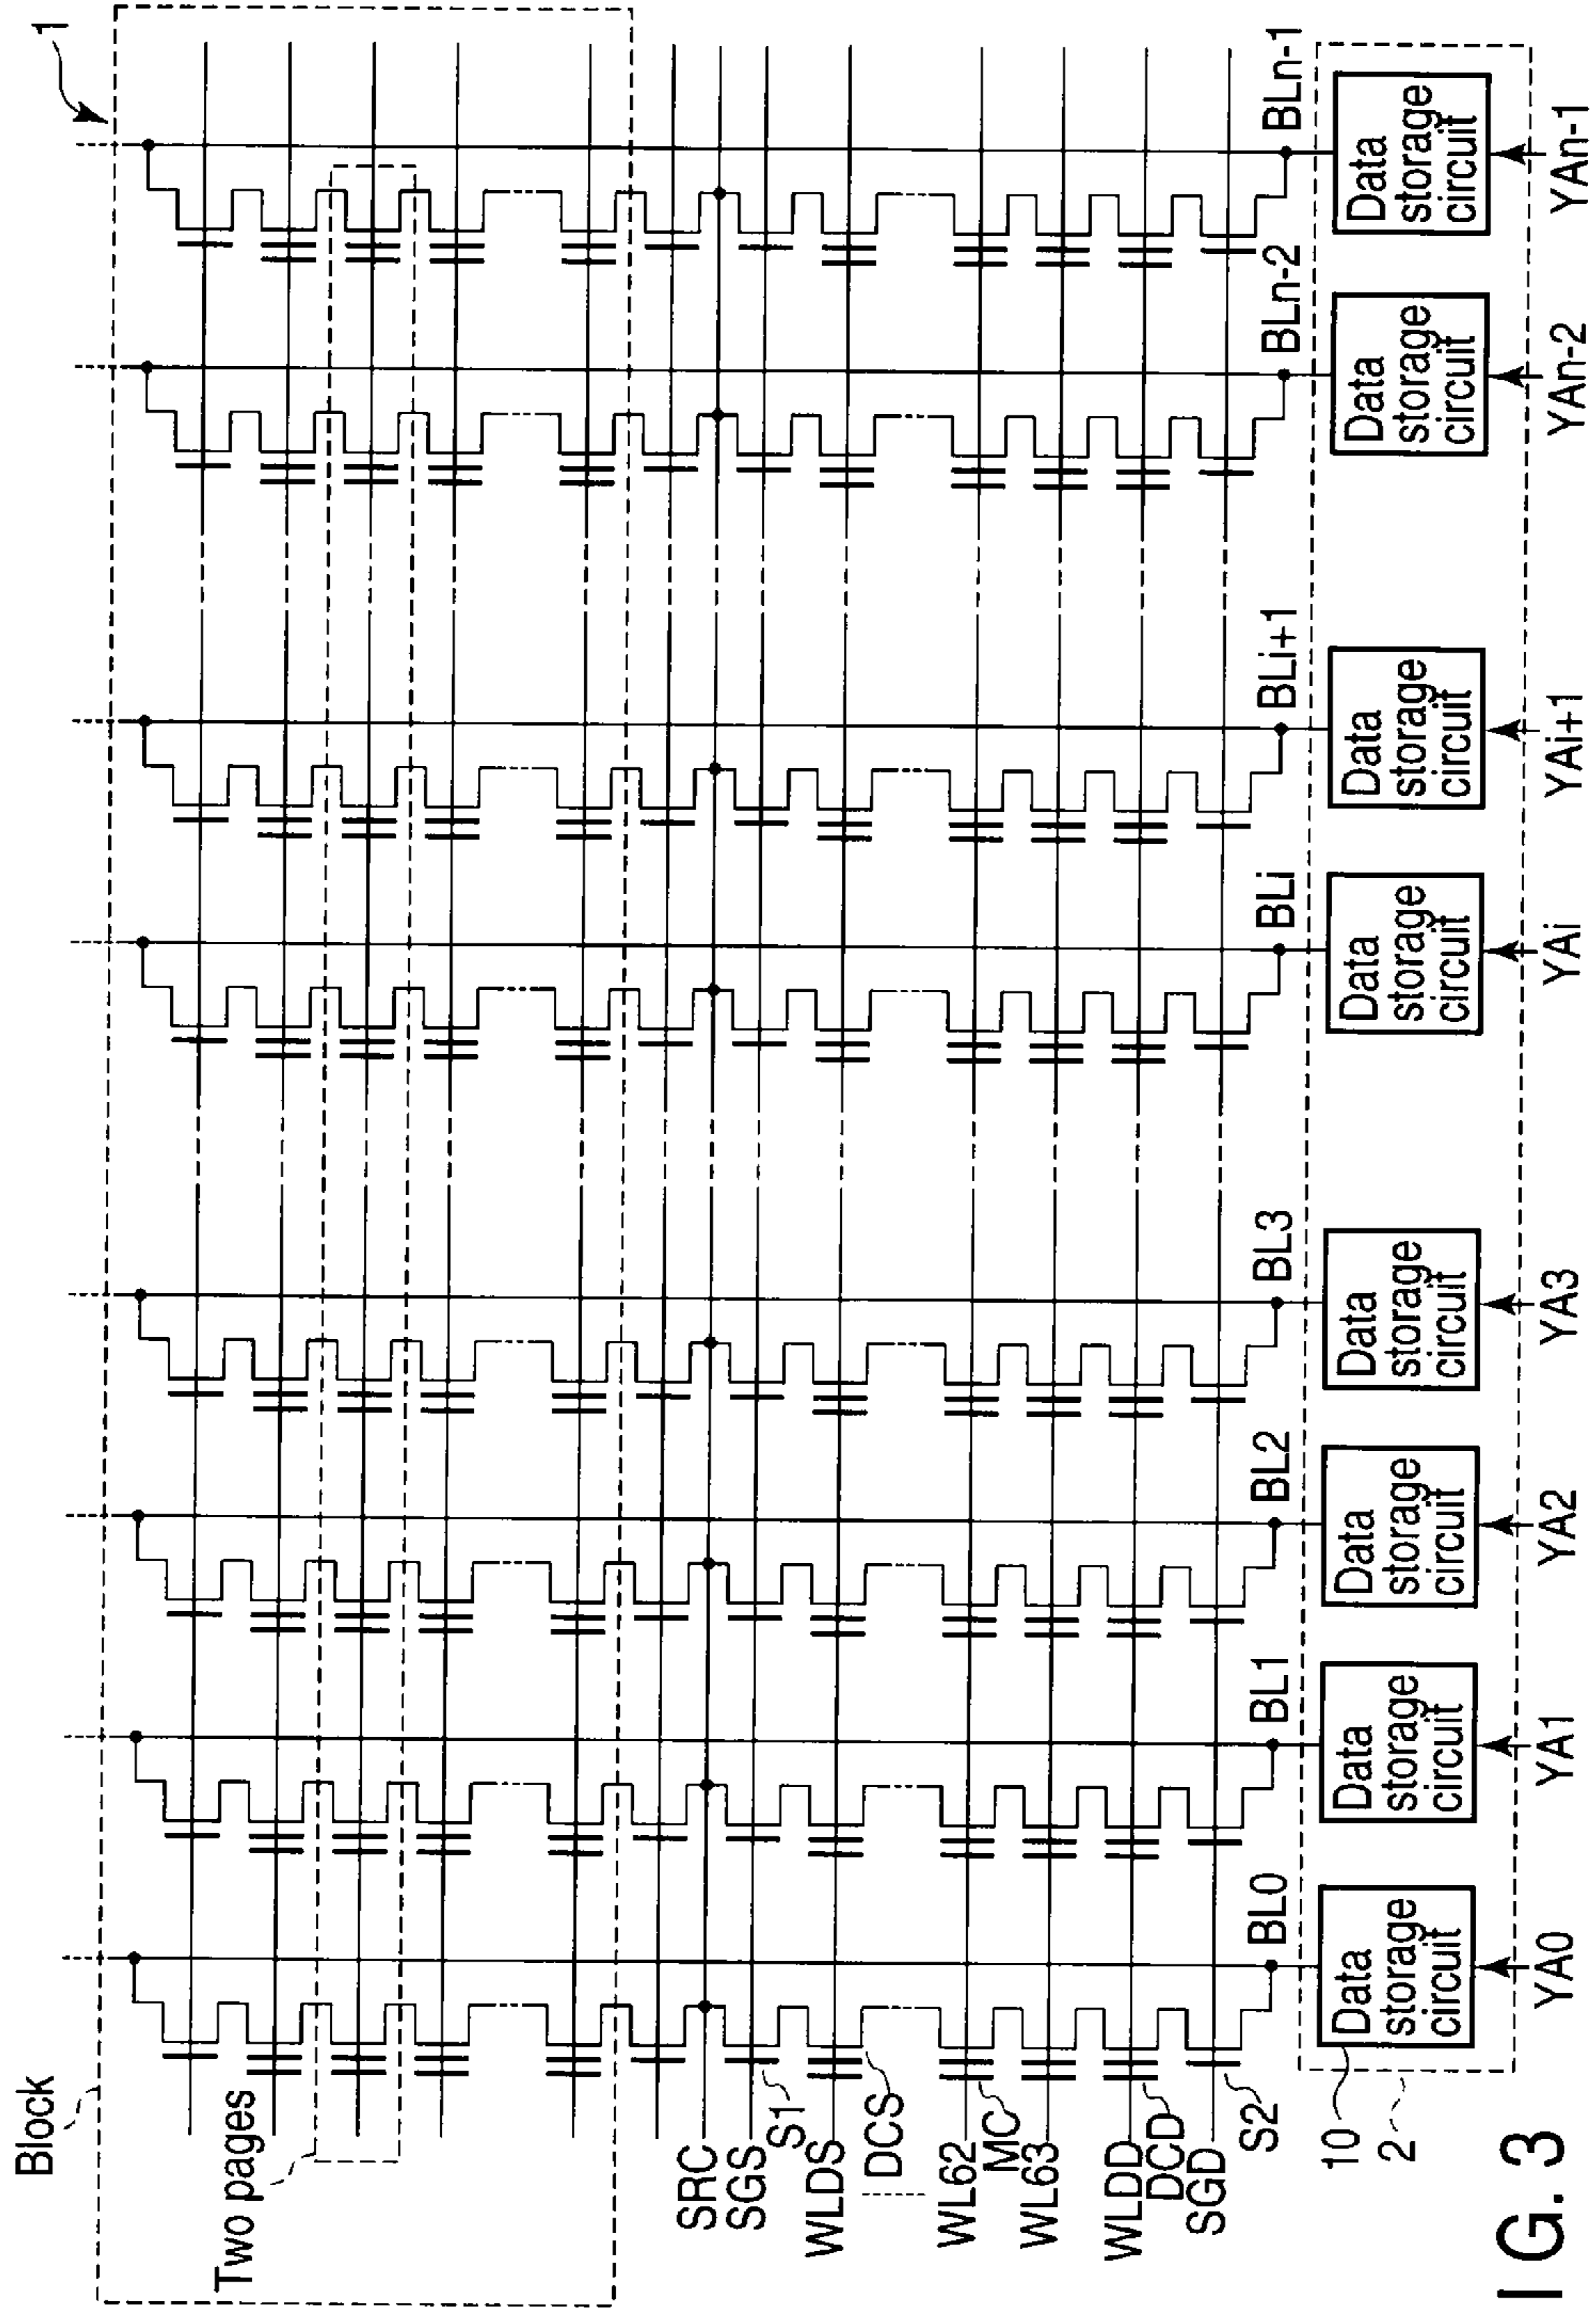 1
Block
Two pages
SRC
SGS
S1
WLDS
DCS
WL62
MC
WL63
WLDD
DCD
SGD
S2
BL0
BL1
BL2
BL3
BLi
BLi+1
BLn-2
BLn-1
10
2
Data
storage
circuit
Data
storage
circuit
Data
storage
circuit
Data
storage
circuit
Data
storage
circuit
Data
storage
circuit
Data
storage
circuit
Data
storage
circuit
YA0
YA1
YA2
YA3
YAi
YAi+1
YAn-2
YAn-1
IG. 3